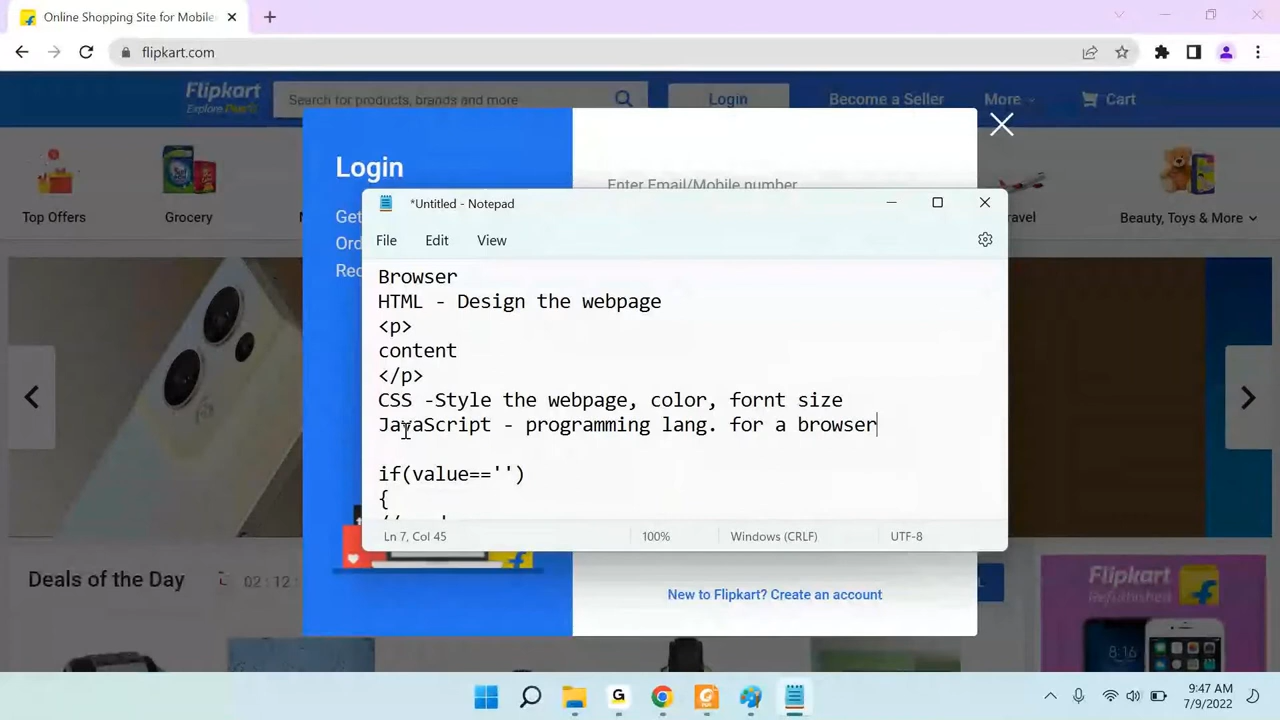 Online Shopping Site for Mobile
flipkart.com
Flipkart
Explore
Search for products, brands and more
Login
Become a Seller
More
Cart
Top Offers
Grocery
Beauty, Toys & More
Login
Enter Email/Mobile number
*Untitled - Notepad
File Edit View
Browser
HTML - Design the webpage
<p>
content
</p>
CSS -Style the webpage, color, fornt size
JavaScript - programming lang. for a browser
if(value=='')
{
Ln 7, Col 45
100%
Windows (CRLF)
UTF-8
New to Flipkart? Create an account
Deals of the Day
02 : 12 :
Flipkart
Refurbished
8:16
9:47 AM
7/9/2022